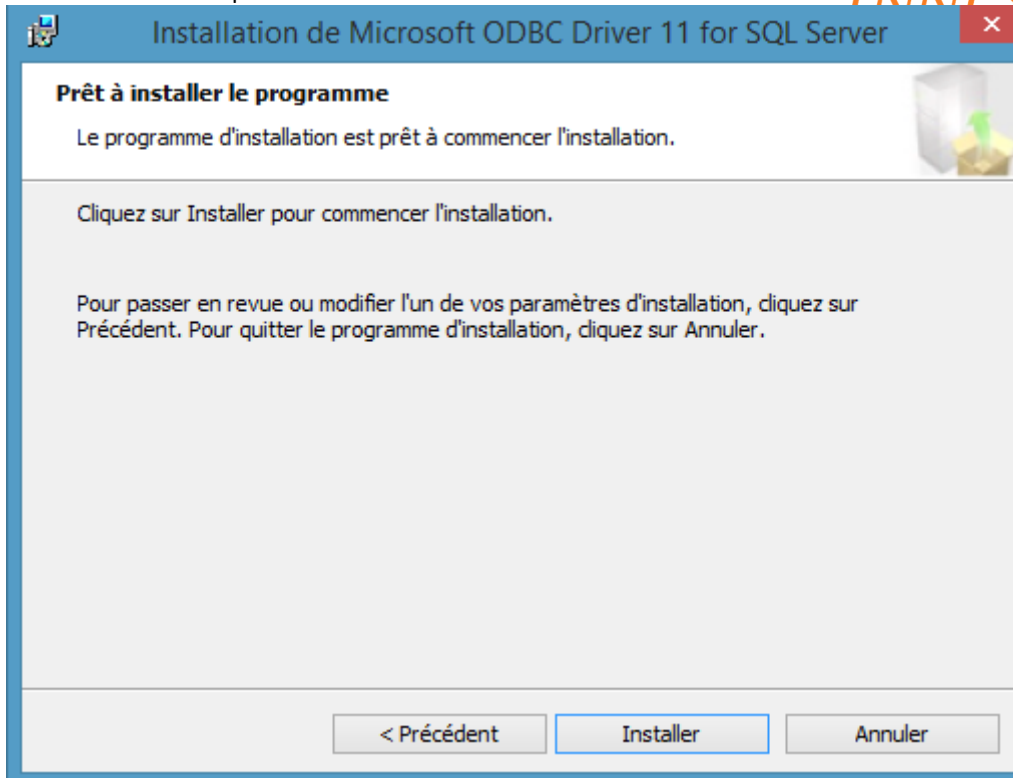 Installation de Microsoft ODBC Driver 11 for SQL Server
Prêt à installer le programme
Le programme d'installation est prêt à commencer l'installation.
Cliquez sur Installer pour commencer l'installation.
Pour passer en revue ou modifier l'un de vos paramètres d'installation, cliquez sur
Précédent. Pour quitter le programme d'installation, cliquez sur Annuler.
< Précédent
Installer
Annuler